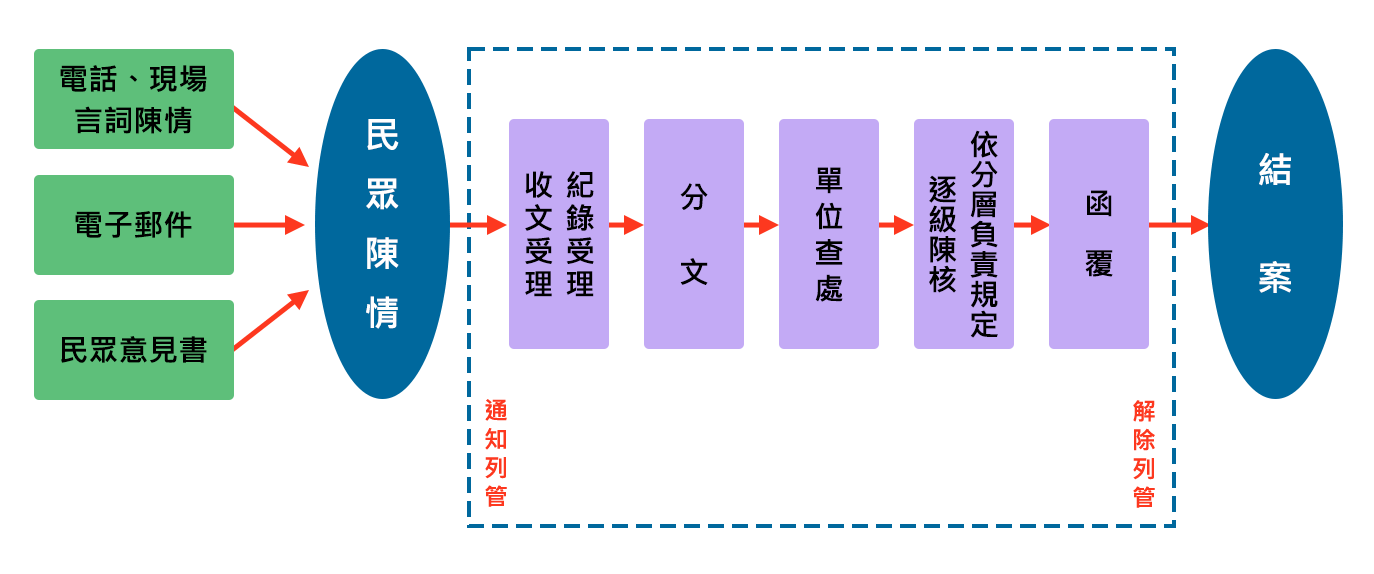 電話、現場
言詞陳情
電子郵件
民眾意見書
民眾陳情
紀錄受理
收文受理
分文
單位查處
依分層負責規定
逐級陳核
函覆
結案
通知列管
解除列管